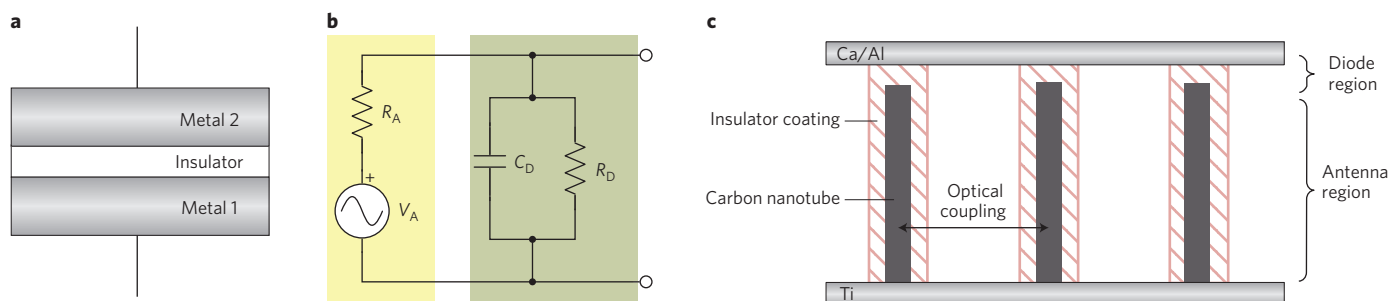 a
Metal 2
Insulator
Metal 1
b
R_A
+
V_A
C_D
R_D
c
Ca/Al
Diode
region
Insulator coating
Carbon nanotube
Optical
coupling
Antenna
region
Ti